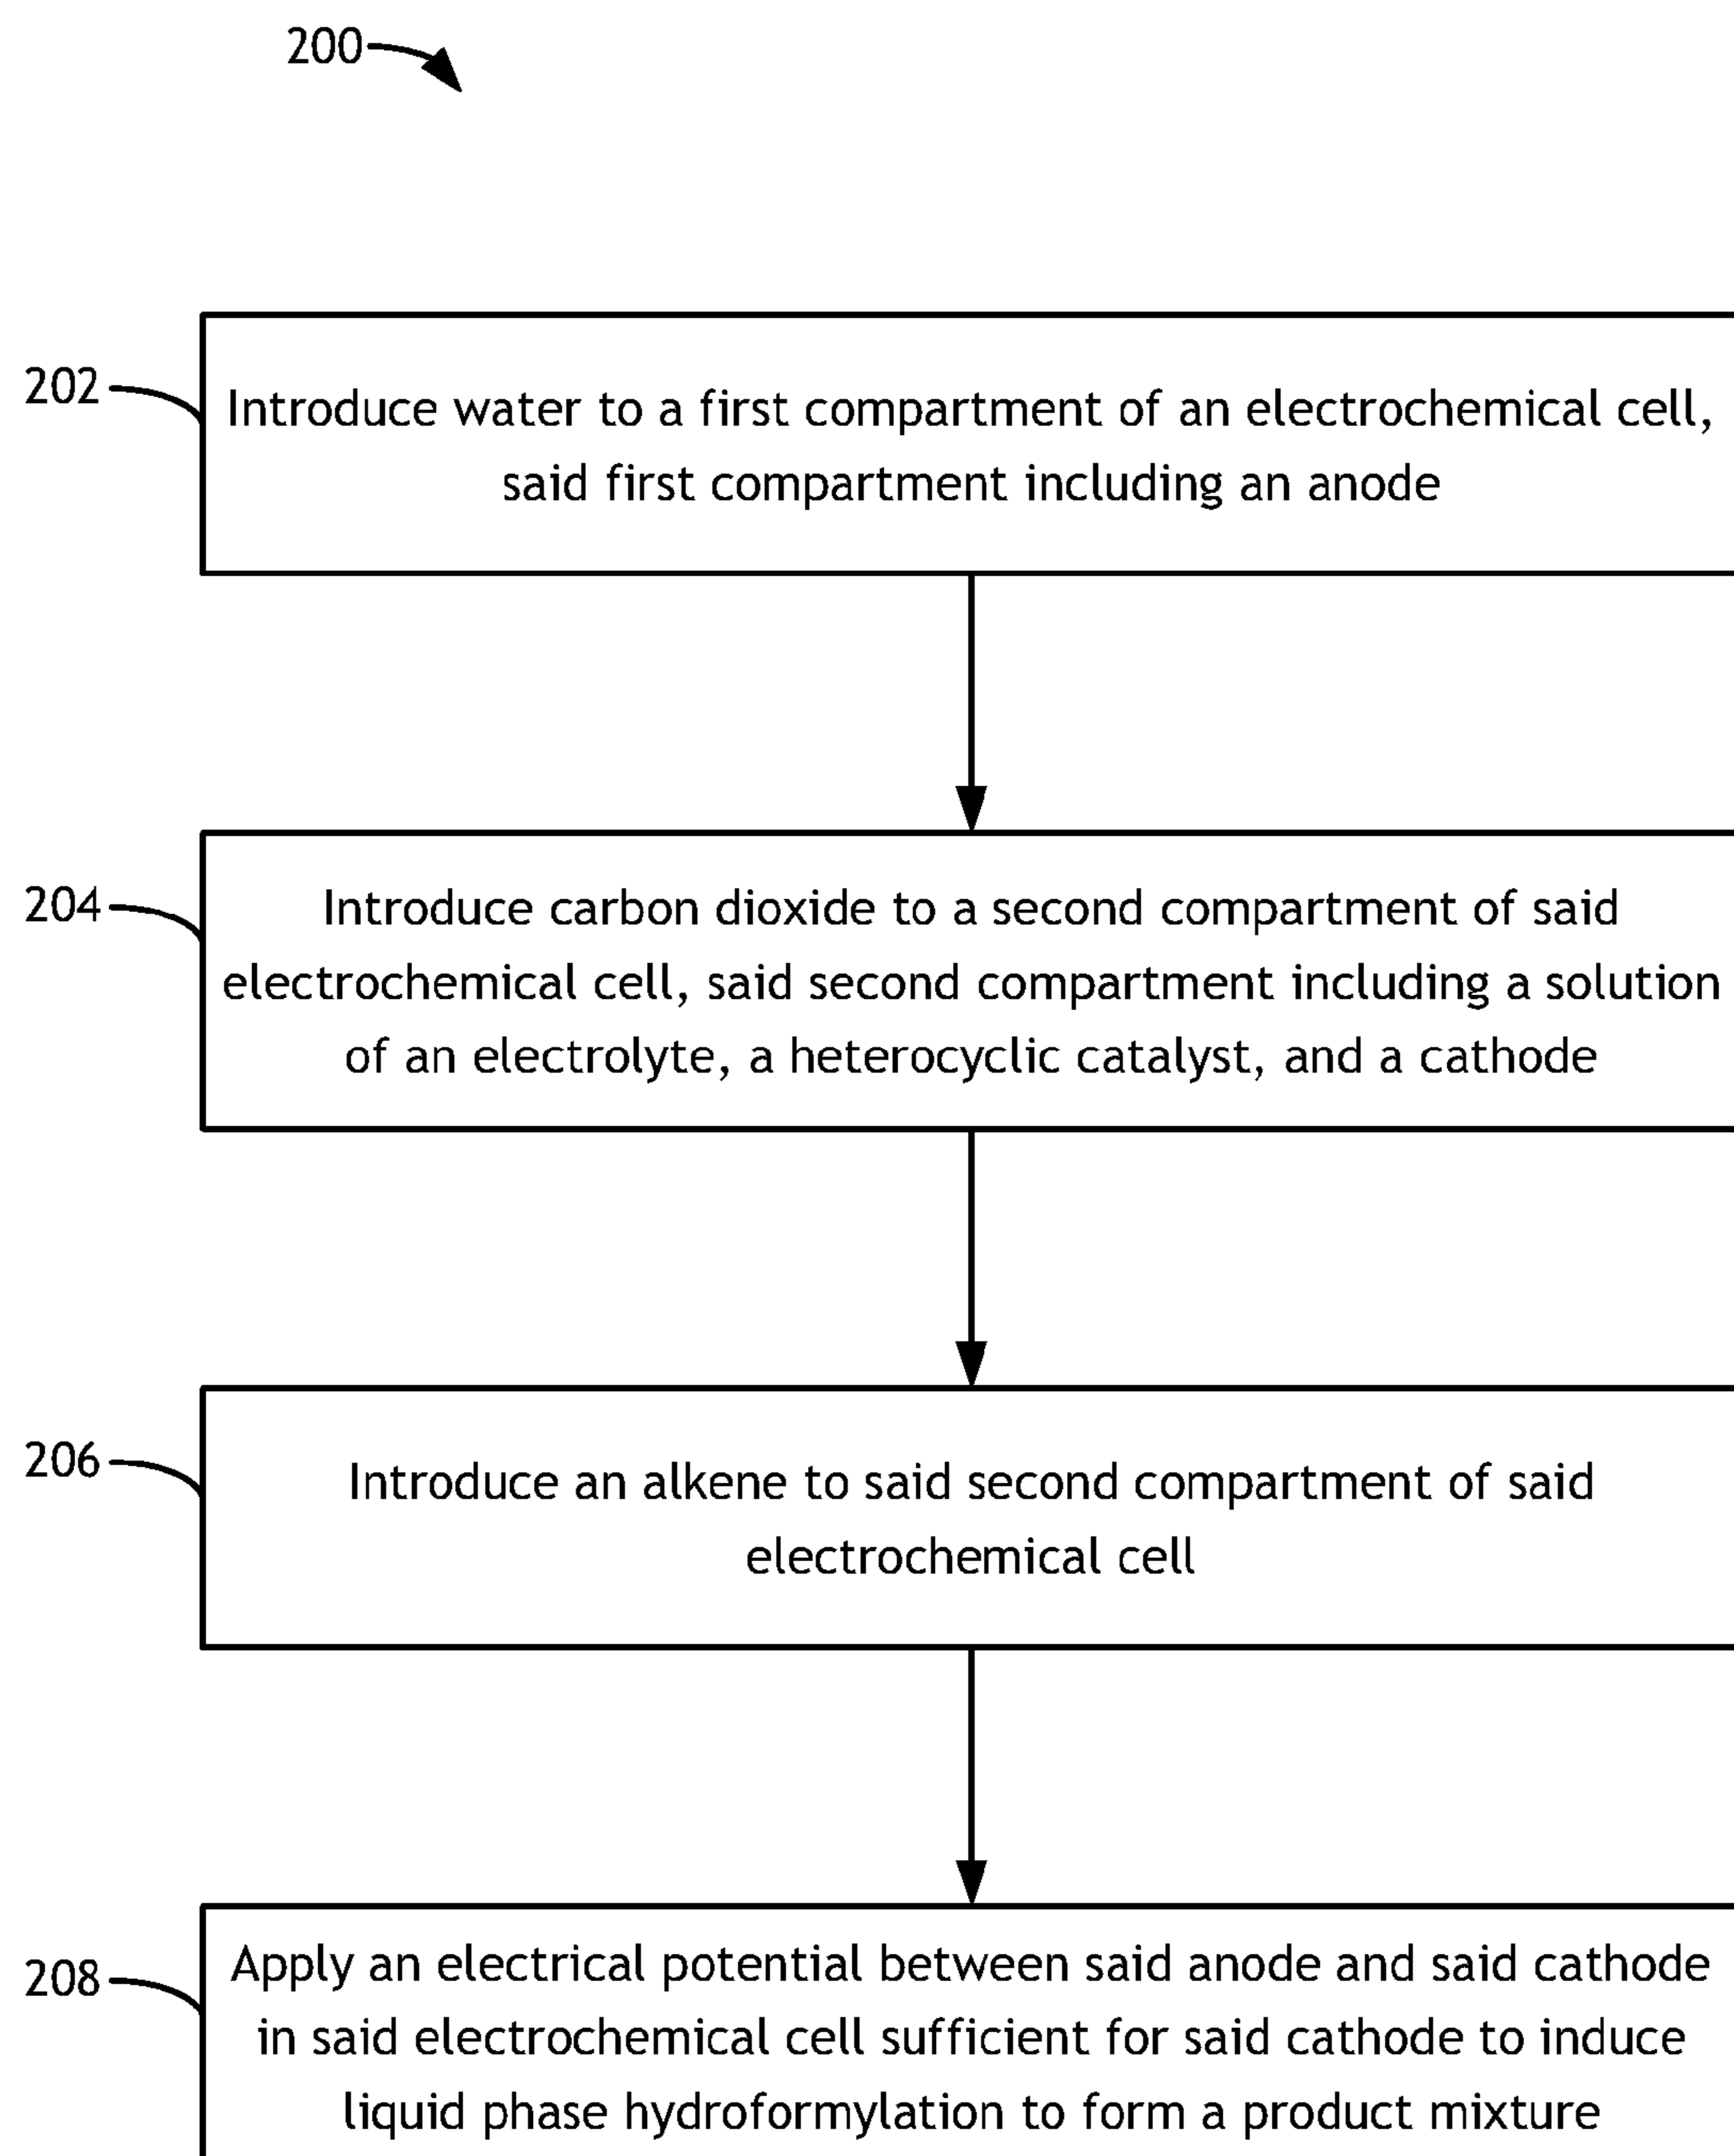 200
202
Introduce water to a first compartment of an electrochemical cell,
said first compartment including an anode
204
Introduce carbon dioxide to a second compartment of said
electrochemical cell, said second compartment including a solution
of an electrolyte, a heterocyclic catalyst, and a cathode
206
Introduce an alkene to said second compartment of said
electrochemical cell
208
Apply an electrical potential between said anode and said cathode
in said electrochemical cell sufficient for said cathode to induce
liquid phase hydroformylation to form a product mixture